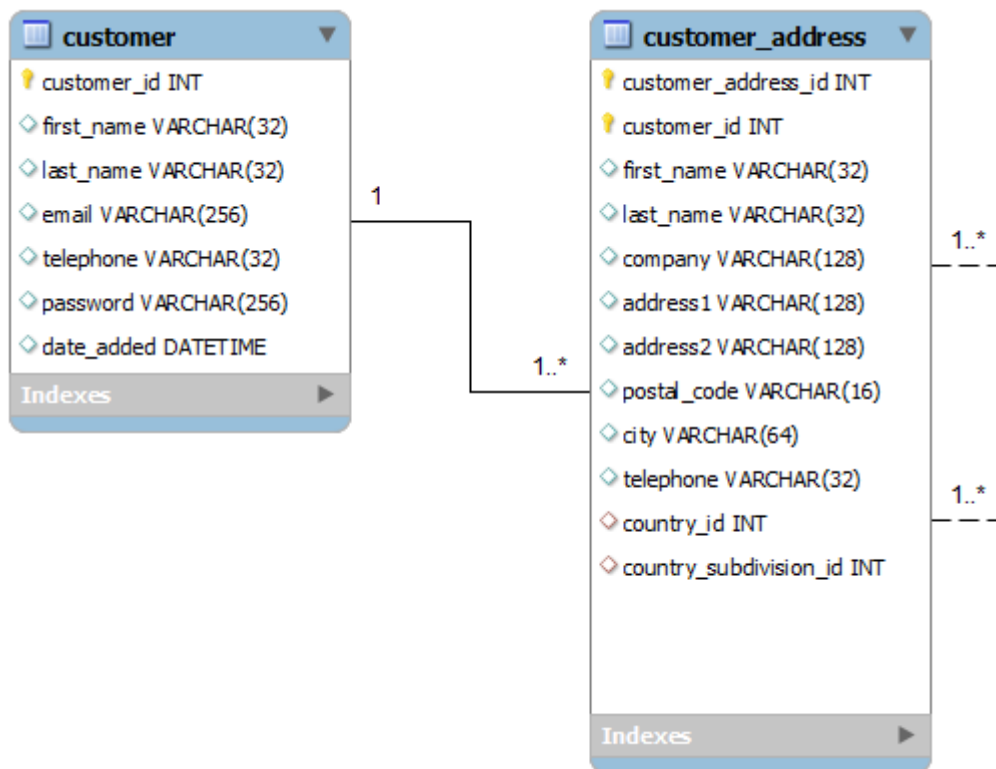 customer
customer_id INT
first_name VARCHAR(32)
last_name VARCHAR(32)
email VARCHAR(256)
telephone VARCHAR(32)
password VARCHAR(256)
date_added DATETIME
Indexes
1
1..*
customer_address
customer_address_id INT
customer_id INT
first_name VARCHAR(32)
last_name VARCHAR(32)
company VARCHAR(128)
address1 VARCHAR(128)
address2 VARCHAR(128)
postal_code VARCHAR(16)
city VARCHAR(64)
telephone VARCHAR(32)
country_id INT
country_subdivision_id INT
Indexes
1..*
1..*